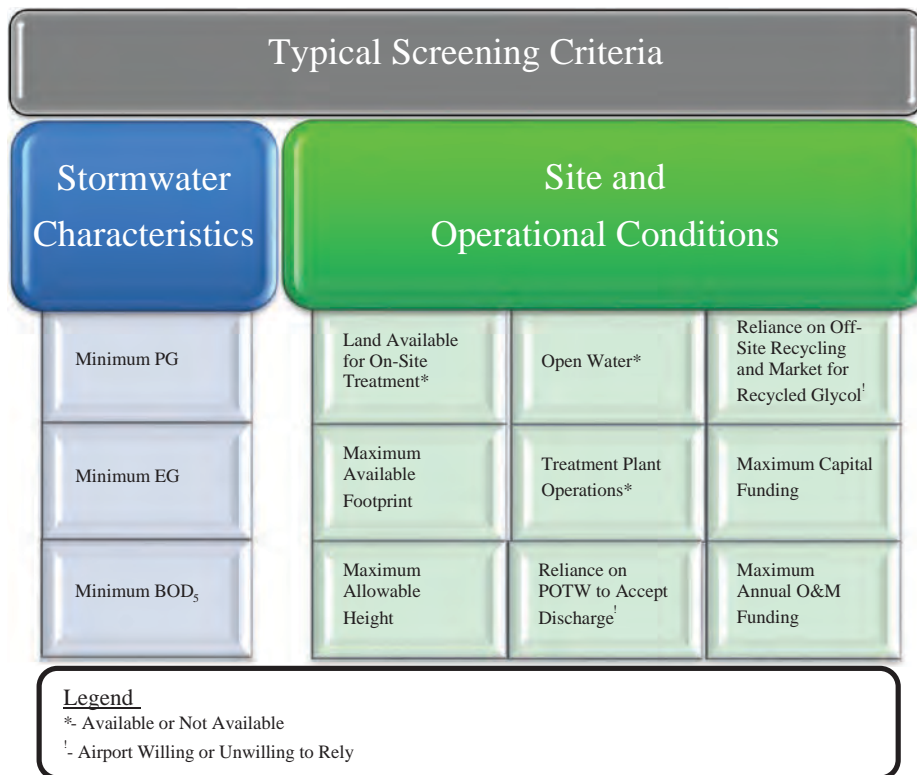 Typical Screening Criteria
Stormwater
Characteristics
Site and
Operational Conditions
Minimum PG
Minimum EG
Minimum BOD₅
Land Available
for On-Site
Treatment*
Open Water*
Reliance on Off-
Site Recycling
and Market for
Recycled Glycol!
Maximum
Available
Footprint
Treatment Plant
Operations*
Maximum Capital
Funding
Maximum
Allowable
Height
Reliance on
POTW to Accept
Discharge!
Maximum
Annual O&M
Funding
Legend
*- Available or Not Available
!- Airport Willing or Unwilling to Rely